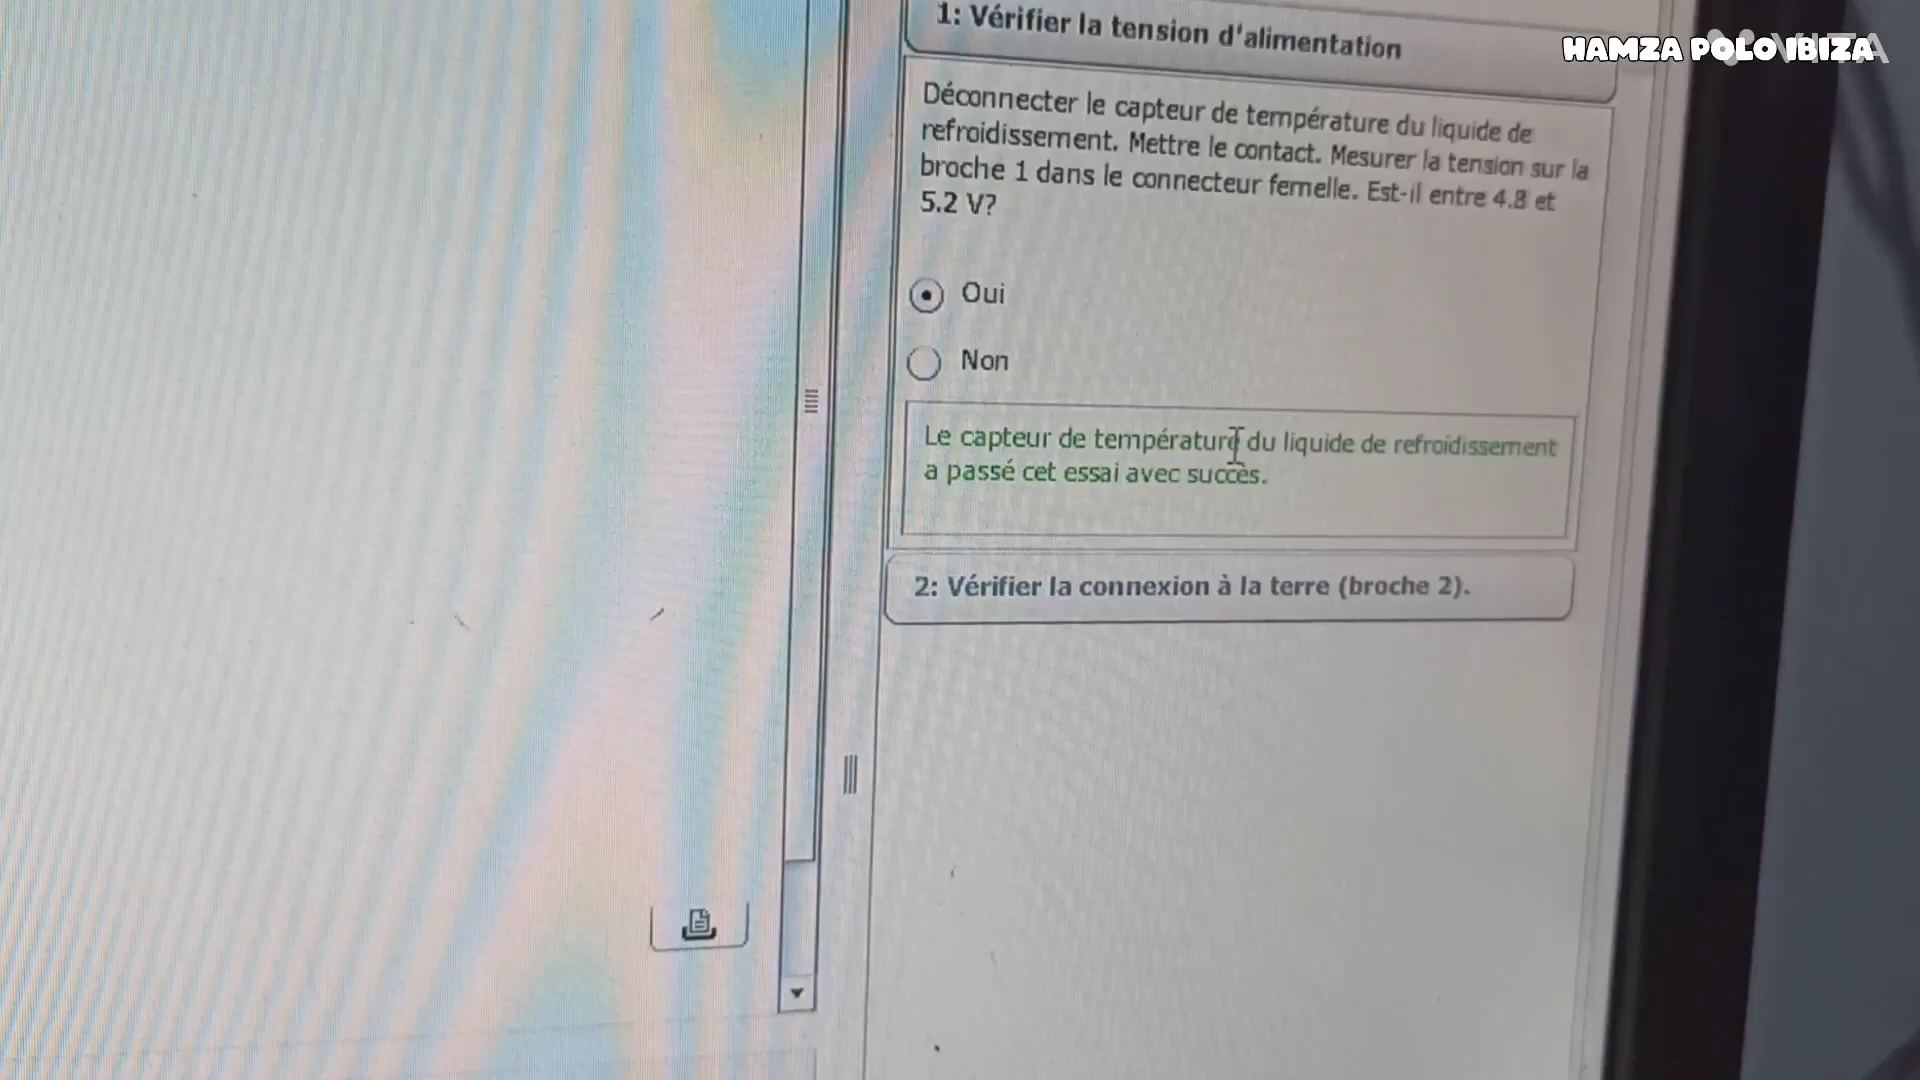 1: Vérifier la tension d'alimentation
HAMZA POLO IBIZA
VITA
Déconnecter le capteur de température du liquide de
refroidissement. Mettre le contact. Mesurer la tension sur la
broche 1 dans le connecteur femelle. Est-il entre 4.8 et
5.2 V?
Oui
Non
Le capteur de température du liquide de refroidissement
a passé cet essai avec succès.
2: Vérifier la connexion à la terre (broche 2).